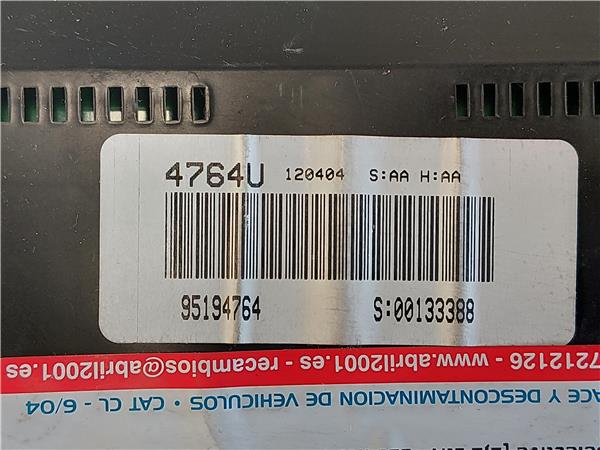 4764U 120404 S:AA H:AA
95194764 S:00133388
7212126 - www.abril2001.es - recambios@abril2001.es
ACE Y DESCONTAMINACION DE VEHICULOS • CAT CL - 6/04